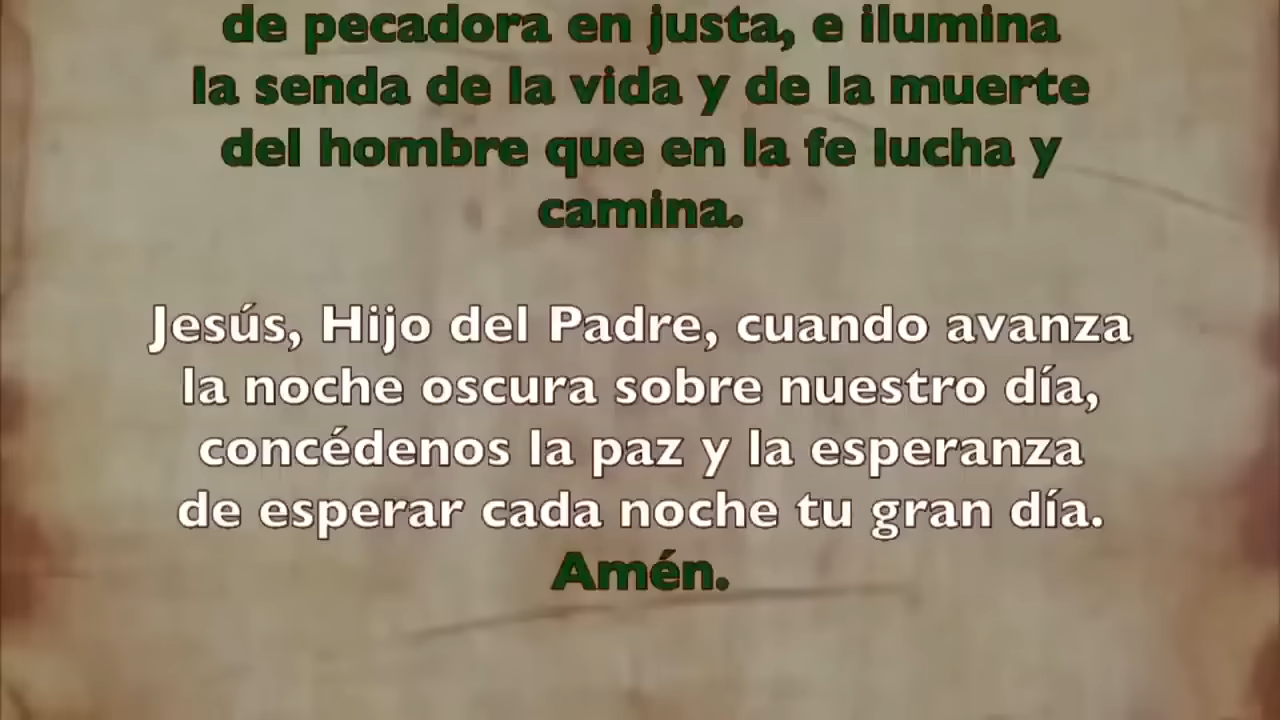 de pecadora en justa, e ilumina
la senda de la vida y de la muerte
del hombre que en la fe lucha y
camina.
Jesús, Hijo del Padre, cuando avanza
la noche oscura sobre nuestro día,
concédenos la paz y la esperanza
de esperar cada noche tu gran día.
Amén.